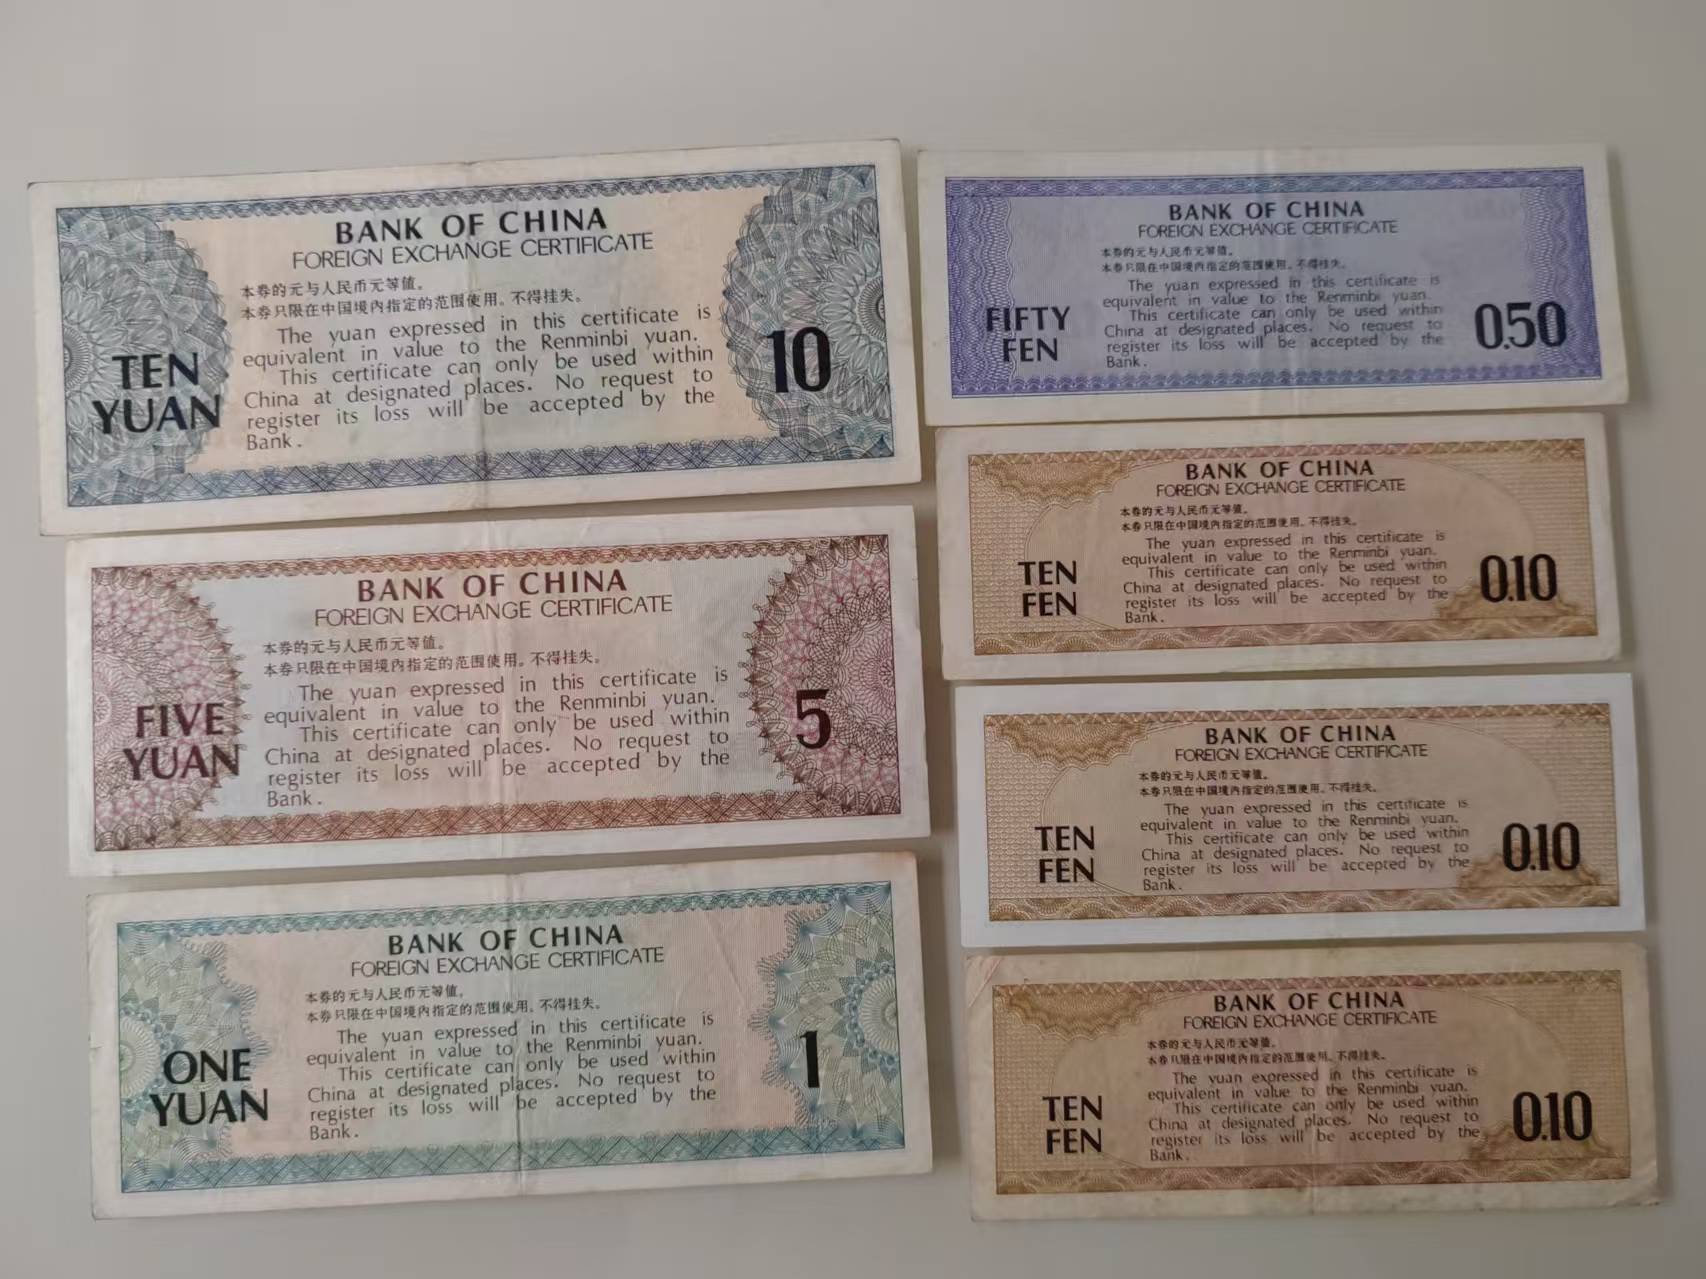 BANK OF CHINA
FOREIGN EXCHANGE CERTIFICATE
本券的元与人民币元等值。
本券只限在中国境内指定的范围使用。不得挂失。
The yuan expressed in this certificate is
equivalent in value to the Renminbi yuan.
This certificate can only be used within
China at designated places. No request to
register its loss will be accepted by the
Bank.
TEN
YUAN
10
BANK OF CHINA
FOREIGN EXCHANGE CERTIFICATE
本券的元与人民币元等值。
本券只限在中国境内指定的范围使用。不得挂失。
The yuan expressed in this certificate is
equivalent in value to the Renminbi yuan.
This certificate can only be used within
China at designated places. No request to
register its loss will be accepted by the
Bank.
FIVE
YUAN
5
BANK OF CHINA
FOREIGN EXCHANGE CERTIFICATE
本券的元与人民币元等值。
本券只限在中国境内指定的范围使用。不得挂失。
The yuan expressed in this certificate is
equivalent in value to the Renminbi yuan.
This certificate can only be used within
China at designated places. No request to
register its loss will be accepted by the
Bank.
ONE
YUAN
1
BANK OF CHINA
FOREIGN EXCHANGE CERTIFICATE
本券的元与人民币元等值。
本券只限在中国境内指定的范围使用。不得挂失。
The yuan expressed in this certificate is
equivalent in value to the Renminbi yuan.
This certificate can only be used within
China at designated places. No request to
register its loss will be accepted by the
Bank.
FIFTY
FEN
0.50
BANK OF CHINA
FOREIGN EXCHANGE CERTIFICATE
本券的元与人民币元等值。
本券只限在中国境内指定的范围使用。不得挂失。
The yuan expressed in this certificate is
equivalent in value to the Renminbi yuan.
This certificate can only be used within
China at designated places. No request to
register its loss will be accepted by the
Bank.
TEN
FEN
0.10
BANK OF CHINA
FOREIGN EXCHANGE CERTIFICATE
本券的元与人民币元等值。
本券只限在中国境内指定的范围使用。不得挂失。
The yuan expressed in this certificate is
equivalent in value to the Renminbi yuan.
This certificate can only be used within
China at designated places. No request to
register its loss will be accepted by the
Bank.
TEN
FEN
0.10
BANK OF CHINA
FOREIGN EXCHANGE CERTIFICATE
本券的元与人民币元等值。
本券只限在中国境内指定的范围使用。不得挂失。
The yuan expressed in this certificate is
equivalent in value to the Renminbi yuan.
This certificate can only be used within
China at designated places. No request to
register its loss will be accepted by the
Bank.
TEN
FEN
0.10